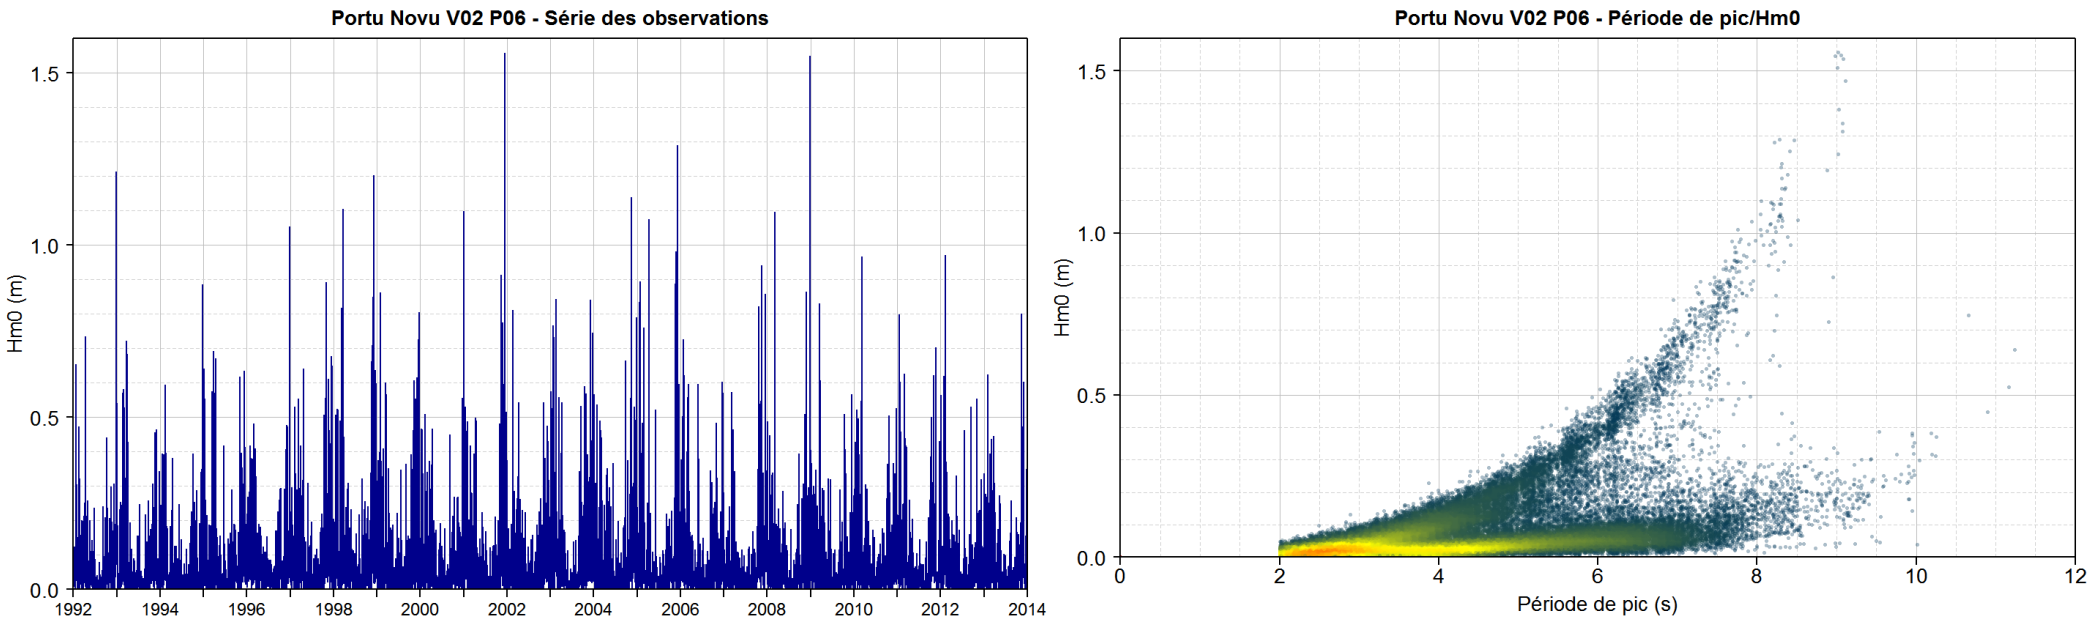 Portu Novu V02 P06 - Série des observations
Hm0 (m)
1.5
1.0
0.5
0.0
1992 1994 1996 1998 2000 2002 2004 2006 2008 2010 2012 2014
Portu Novu V02 P06 - Période de pic/Hm0
Hm0 (m)
1.5
1.0
0.5
0.0
0 2 4 6 8 10 12
Période de pic (s)